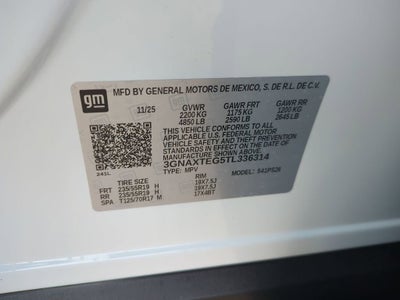 gm
MFD BY GENERAL MOTORS DE MEXICO, S. DE R.L. DE C.V.
11/25 GVWR GAWR FRT GAWR RR
2200 KG 1175 KG 1200 KG
4850 LB 2590 LB 2645 LB
THIS VEHICLE CONFORMS TO ALL
APPLICABLE U.S. FEDERAL MOTOR
VEHICLE SAFETY AND THEFT PREVENTION
STANDARDS IN EFFECT ON THE DATE OF
MANUFACTURE SHOWN ABOVE.
3GNAXTEG5TL336314
TYPE: MPV
241L
TIRE SIZE RIM
FRT 235/55R19 H 19X7.5J
RR 235/55R19 H 19X7.5J
SPA T125/70R17 M 17X4BT